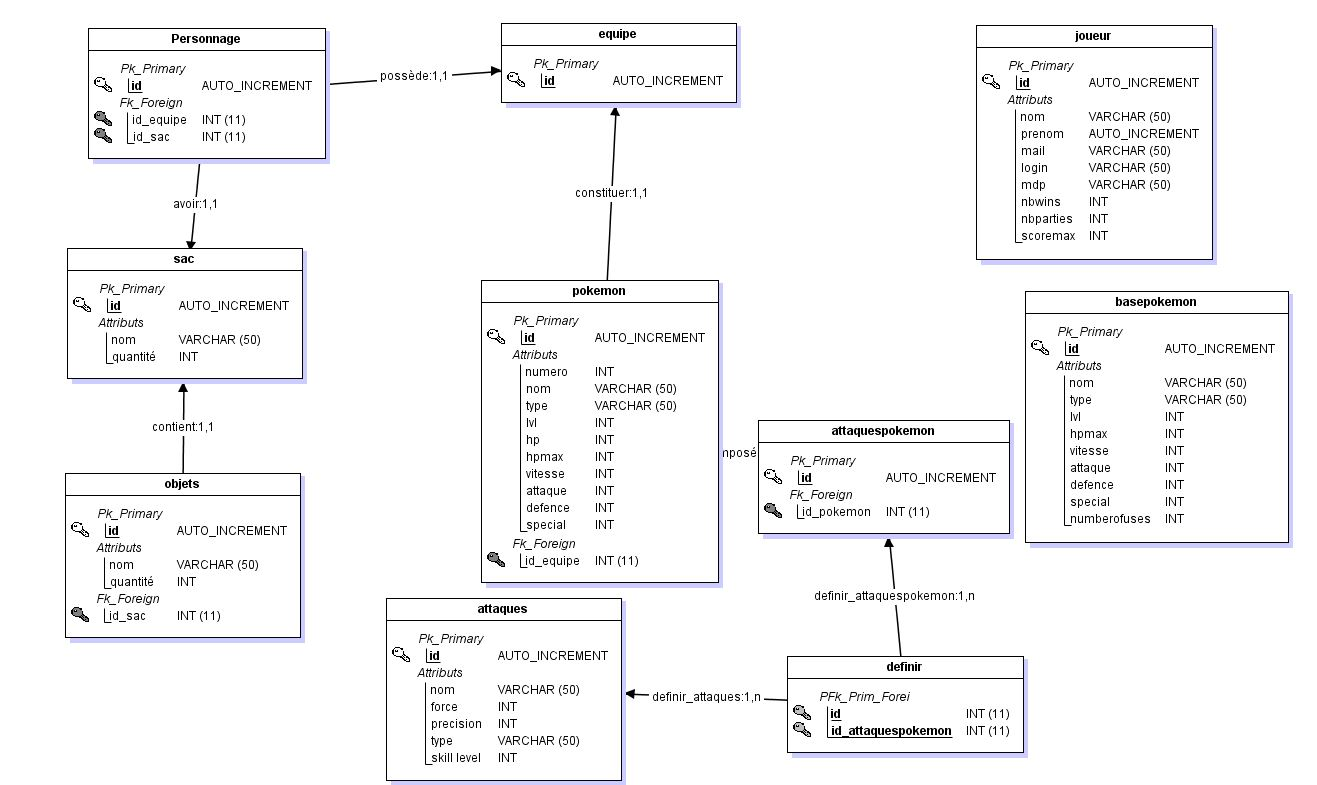 Personnage
Pk_Primary
id AUTO_INCREMENT
Fk_Foreign
id_equipe INT (11)
id_sac INT (11)
possède:1,1
equipe
Pk_Primary
id AUTO_INCREMENT
joueur
Pk_Primary
id AUTO_INCREMENT
Attributs
nom VARCHAR (50)
prenom AUTO_INCREMENT
mail VARCHAR (50)
login VARCHAR (50)
mdp VARCHAR (50)
nbwins INT
nbparties INT
scoremax INT
avoir:1,1
constituer:1,1
sac
Pk_Primary
id AUTO_INCREMENT
Attributs
nom VARCHAR (50)
quantité INT
contient:1,1
objets
Pk_Primary
id AUTO_INCREMENT
Attributs
nom VARCHAR (50)
quantité INT
Fk_Foreign
id_sac INT (11)
pokemon
Pk_Primary
id AUTO_INCREMENT
Attributs
numero INT
nom VARCHAR (50)
type VARCHAR (50)
lvl INT
hp INT
hpmax INT
vitesse INT
attaque INT
defence INT
special INT
Fk_Foreign
id_equipe INT (11)
mposé
attaquespokemon
Pk_Primary
id AUTO_INCREMENT
Fk_Foreign
id_pokemon INT (11)
basepokemon
Pk_Primary
id AUTO_INCREMENT
Attributs
nom VARCHAR (50)
type VARCHAR (50)
lvl INT
hpmax INT
vitesse INT
attaque INT
defence INT
special INT
numberofuses INT
definir_attaquespokemon:1,n
attaques
Pk_Primary
id AUTO_INCREMENT
Attributs
nom VARCHAR (50)
force INT
precision INT
type VARCHAR (50)
skill level INT
definir_attaques:1,n
definir
PFk_Prim_Forei
id INT (11)
id_attaquespokemon INT (11)